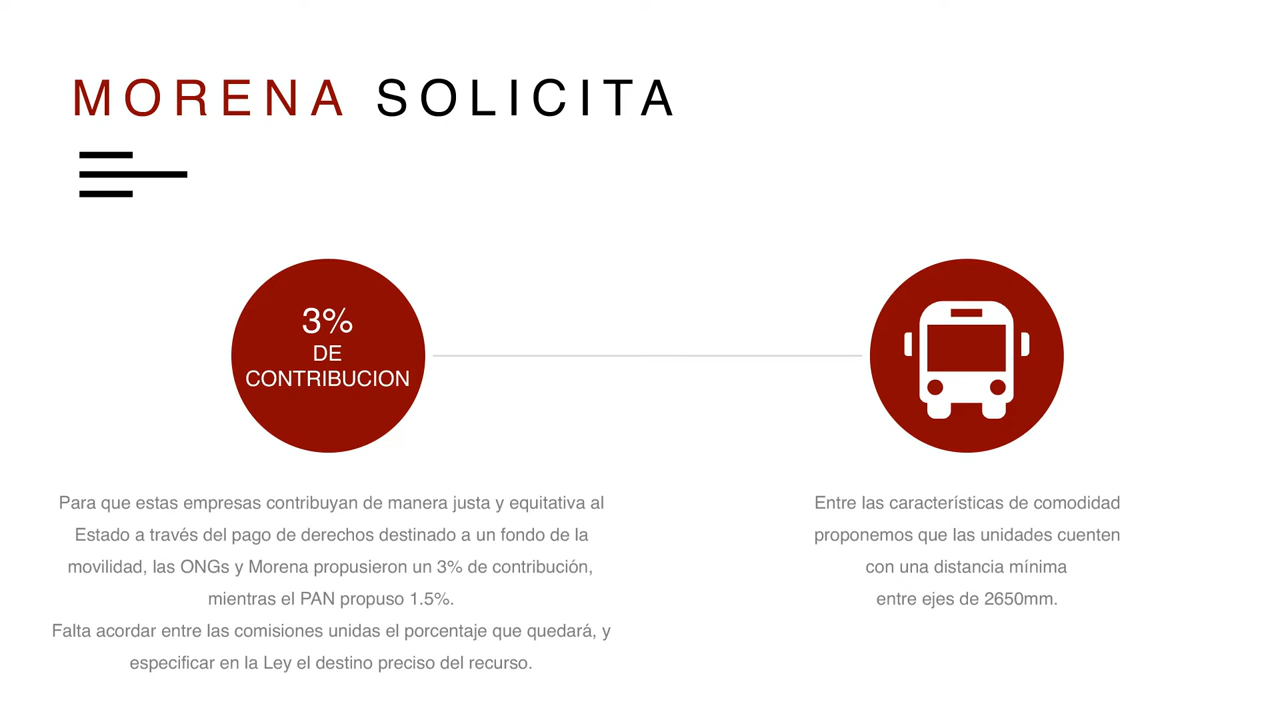 MORENA SOLICITA
3%
DE
CONTRIBUCION
Para que estas empresas contribuyan de manera justa y equitativa al
Estado a través del pago de derechos destinado a un fondo de la
movilidad, las ONGs y Morena propusieron un 3% de contribución,
mientras el PAN propuso 1.5%.
Falta acordar entre las comisiones unidas el porcentaje que quedará, y
especificar en la Ley el destino preciso del recurso.
Entre las características de comodidad
proponemos que las unidades cuenten
con una distancia mínima
entre ejes de 2650mm.